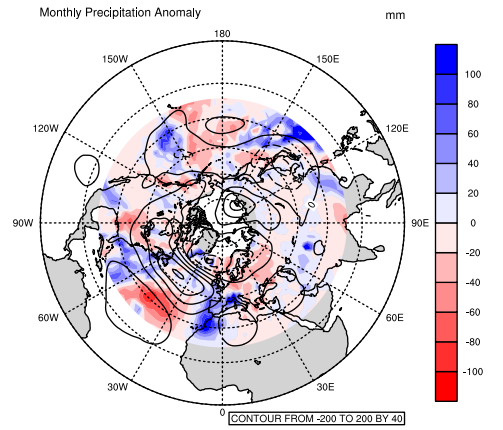 Monthly Precipitation Anomaly
mm
180
150W
150E
120W
120E
90W
90E
60W
60E
30W
30E
0
100
80
60
40
20
0
-20
-40
-60
-80
-100
CONTOUR FROM -200 TO 200 BY 40